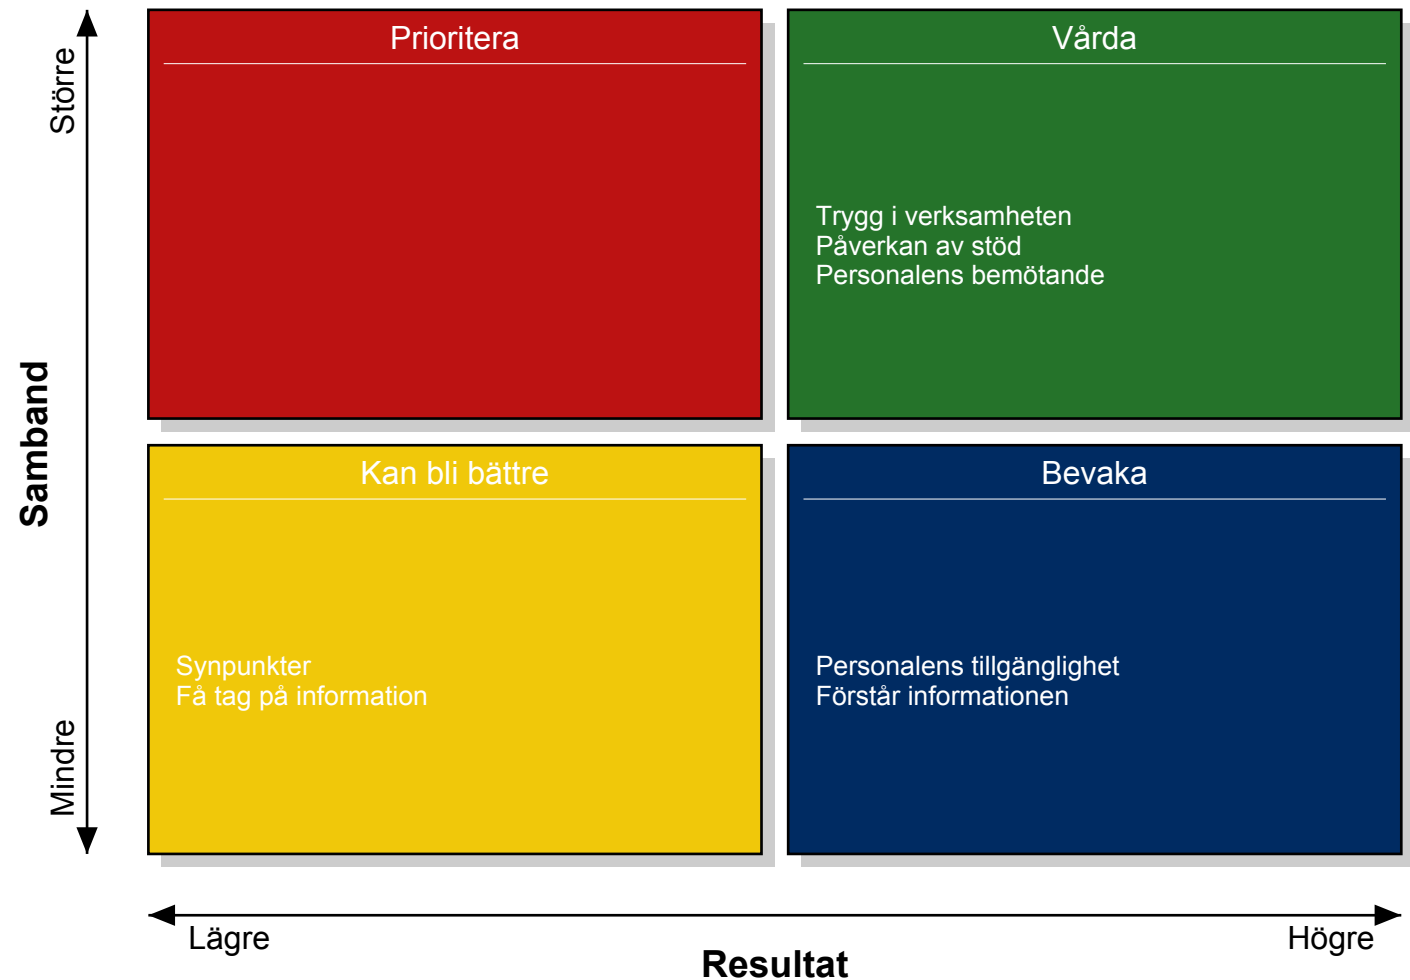 Prioritera
Vårda
Större
Trygg i verksamheten
Påverkan av stöd
Personalens bemötande
Samband
Kan bli bättre
Bevaka
Synpunkter
Få tag på information
Personalens tillgänglighet
Förstår informationen
Mindre
Lägre
Högre
Resultat